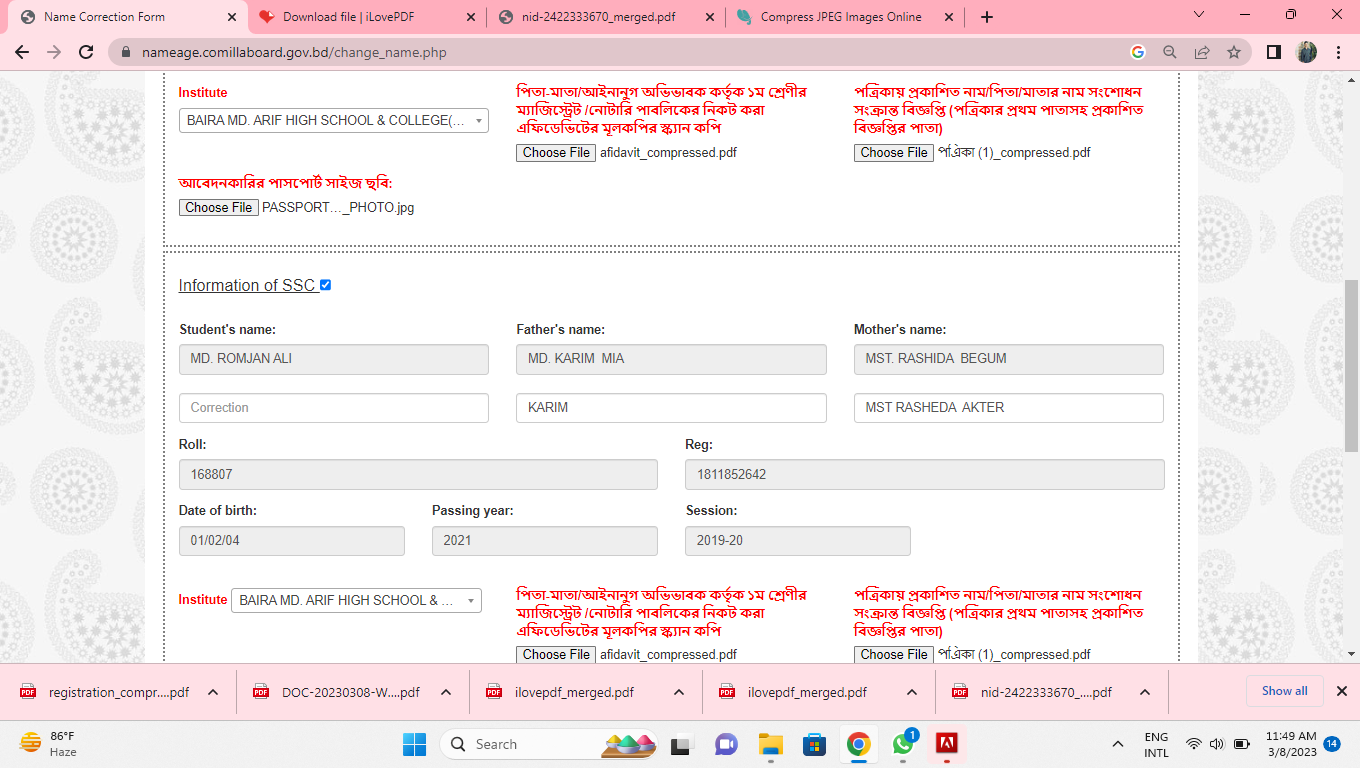 Name Correction Form
Download file | iLovePDF
nid-2422333670_merged.pdf
Compress JPEG Images Online
nameage.comillaboard.gov.bd/change_name.php
Institute
BAIRA MD. ARIF HIGH SCHOOL & COLLEGE(...
পিতা-মাতা/আইনানুগ অভিভাবক কর্তৃক ১ম শ্রেণীর
ম্যাজিস্ট্রেট /নোটারি পাবলিকের নিকট করা
এফিডেভিটের মূলকপির স্ক্যান কপি
Choose File afidavit_compressed.pdf
পত্রিকায় প্রকাশিত নাম/পিতা/মাতার নাম সংশোধন
সংক্রান্ত বিজ্ঞপ্তি (পত্রিকার প্রথম পাতাসহ প্রকাশিত
বিজ্ঞপ্তির পাতা)
Choose File পত্রিকা (1)_compressed.pdf
আবেদনকারির পাসপোর্ট সাইজ ছবি:
Choose File PASSPORT..._PHOTO.jpg
Information of SSC
Student's name:
Father's name:
Mother's name:
MD. ROMJAN ALI
MD. KARIM MIA
MST. RASHIDA BEGUM
Correction
KARIM
MST RASHEDA AKTER
Roll:
Reg:
168807
1811852642
Date of birth:
Passing year:
Session:
01/02/04
2021
2019-20
Institute BAIRA MD. ARIF HIGH SCHOOL & ...
পিতা-মাতা/আইনানুগ অভিভাবক কর্তৃক ১ম শ্রেণীর
ম্যাজিস্ট্রেট /নোটারি পাবলিকের নিকট করা
এফিডেভিটের মূলকপির স্ক্যান কপি
Choose File afidavit_compressed.pdf
পত্রিকায় প্রকাশিত নাম/পিতা/মাতার নাম সংশোধন
সংক্রান্ত বিজ্ঞপ্তি (পত্রিকার প্রথম পাতাসহ প্রকাশিত
বিজ্ঞপ্তির পাতা)
Choose File পত্রিকা (1)_compressed.pdf
registration_compr....pdf
DOC-20230308-W....pdf
ilovepdf_merged.pdf
ilovepdf_merged.pdf
nid-2422333670_....pdf
Show all
86°F
Haze
Search
1
ENG
INTL
11:49 AM
3/8/2023
14